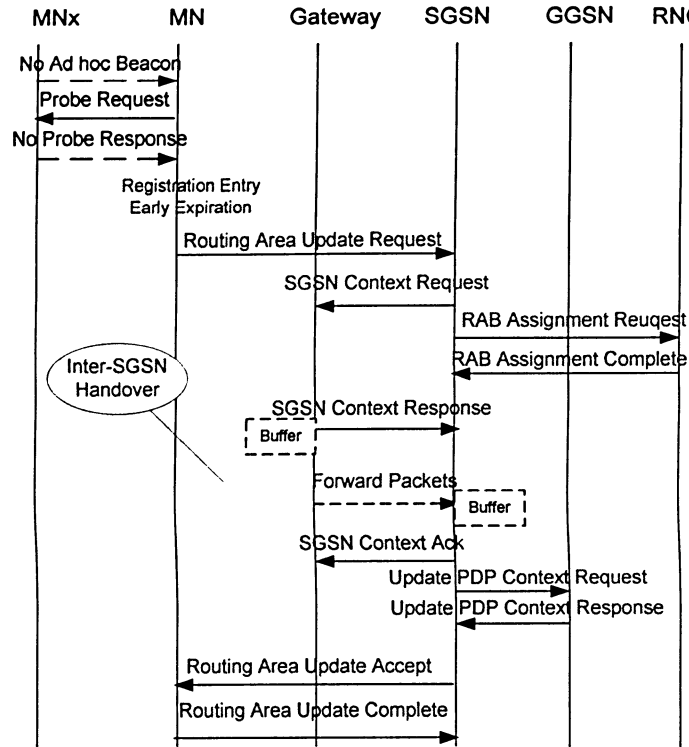 MNx MN Gateway SGSN GGSN RNC
No Ad hoc Beacon
Probe Request
No Probe Response
Registration Entry
Early Expiration
Routing Area Update Request
SGSN Context Request
RAB Assignment Reuqest
RAB Assignment Complete
Inter-SGSN
Handover
SGSN Context Response
Buffer
Forward Packets
Buffer
SGSN Context Ack
Update PDP Context Request
Update PDP Context Response
Routing Area Update Accept
Routing Area Update Complete